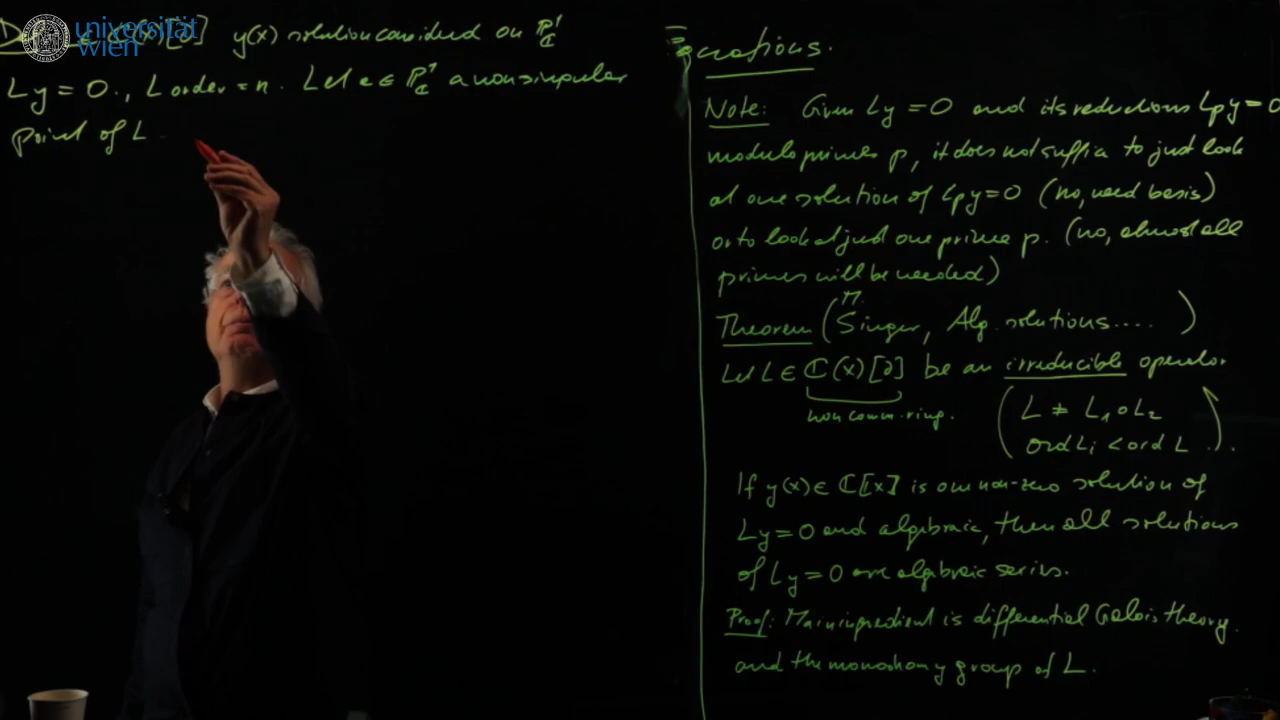 universität
wien
∈ ℂ(x)[∂] y(x) solution considered on ℙ¹_ℂ
Ly = 0., L order = n. Let a ∈ ℙ¹_ℂ a nonsingular
point of L.
Equations.
Note: Given Ly = 0 and its reductions Lpy = 0
modulo primes p, it does not suffice to just look
at one solution of Lpy = 0 (no, need basis)
or to look at just one prime p. (no, almost all
primes will be needed)
Theorem (M. Singer, Alg. solutions.... )
Let L ∈ ℂ(x)[∂] be an irreducible operator
non comm. ring.
( L ≠ L₁ ∘ L₂
ord Lᵢ < ord L )..
If y(x) ∈ ℂ[[x]] is one non-zero solution of
Ly = 0 and algebraic, then all solutions
of Ly = 0 are algebraic series.
Proof: Main ingredient is differential Galois theory.
and the monodromy group of L.